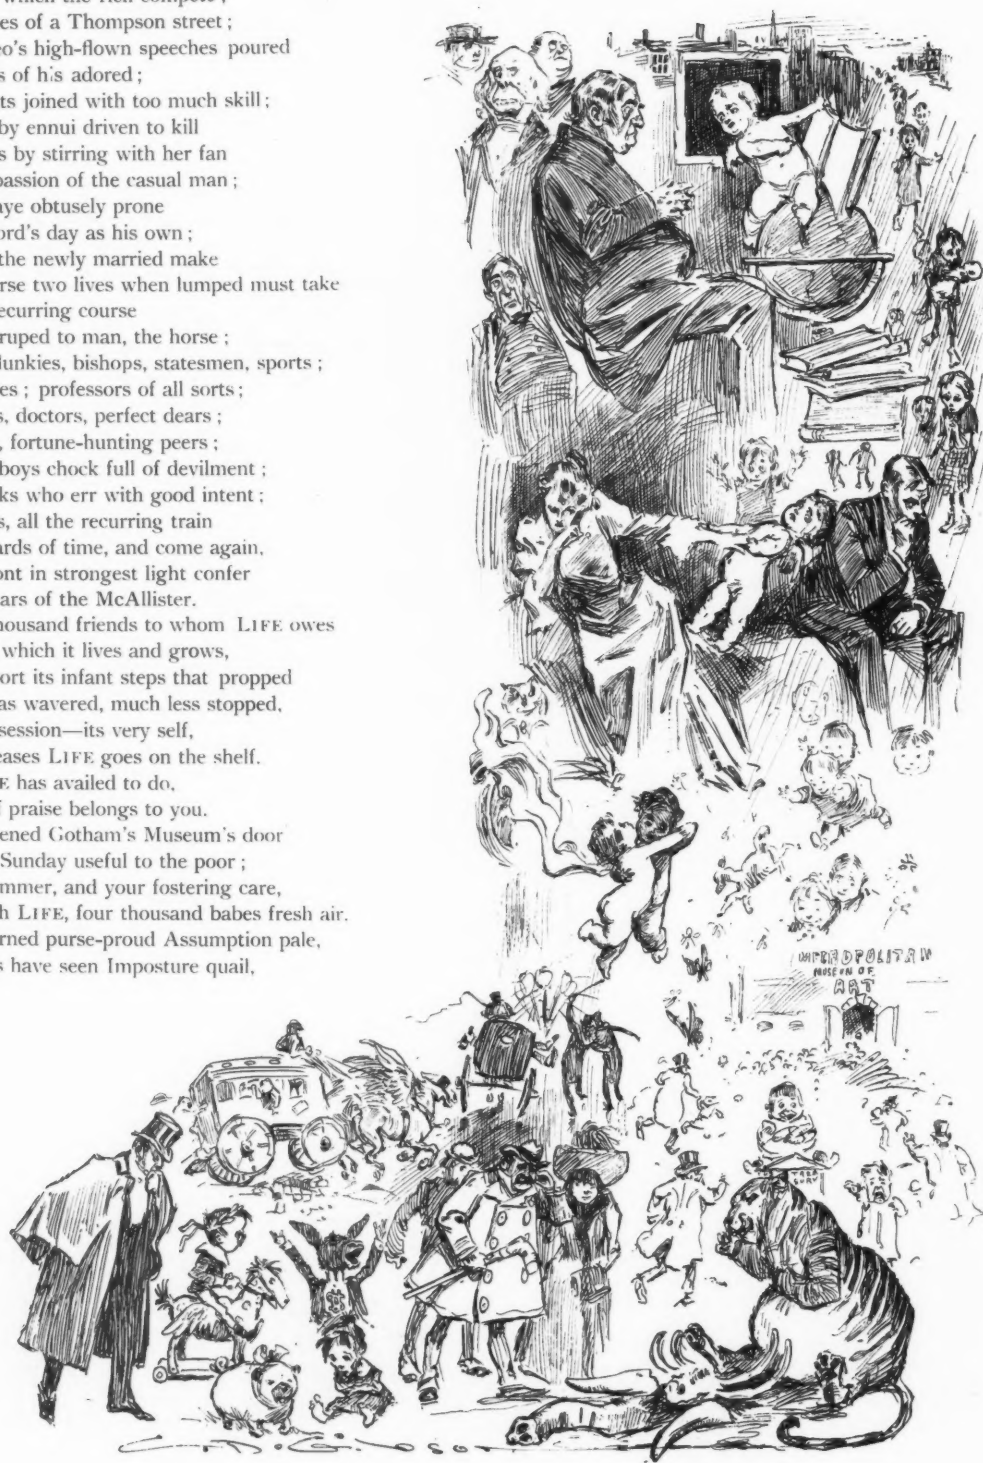 es of a Thompson street ;
o's high-flown speeches poured
s of his adored ;
ts joined with too much skill ;
by ennui driven to kill
s by stirring with her fan
passion of the casual man ;
aye obtusely prone
ord's day as his own ;
the newly married make
rse two lives when lumped must take
ecurring course
ruped to man, the horse ;
lunkies, bishops, statesmen, sports ;
es ; professors of all sorts ;
s, doctors, perfect dears ;
, fortune-hunting peers ;
boys chock full of devilment ;
ks who err with good intent ;
s, all the recurring train
ards of time, and come again,
ont in strongest light confer
ars of the McAllister.
housand friends to whom LIFE owes
which it lives and grows,
ort its infant steps that propped
as wavered, much less stopped,
session—its very self,
eases LIFE goes on the shelf.
E has availed to do,
f praise belongs to you.
ened Gotham's Museum's door
Sunday useful to the poor ;
mmer, and your fostering care,
h LIFE, four thousand babes fresh air.
rned purse-proud Assumption pale,
s have seen Imposture quail,
METROPOLITAN
MUSEUM OF
ART
C. D. Gibson